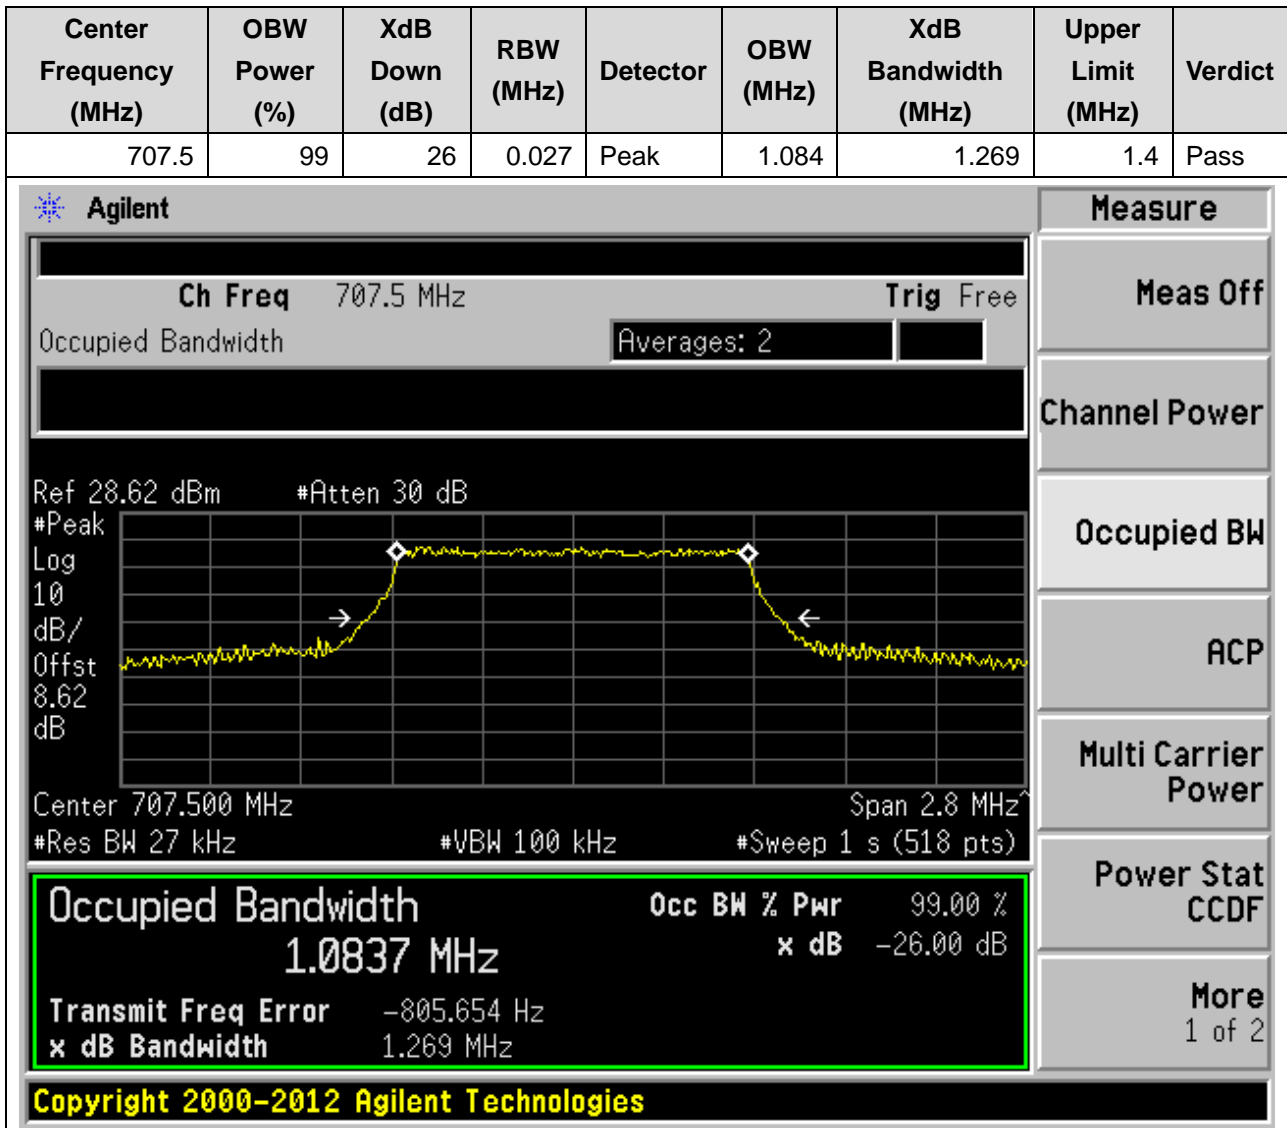 Center Frequency (MHz) OBW Power (%) XdB Down (dB) RBW (MHz) Detector OBW (MHz) XdB Bandwidth (MHz) Upper Limit (MHz) Verdict
707.5 99 26 0.027 Peak 1.084 1.269 1.4 Pass
Agilent
Measure
Ch Freq 707.5 MHz Trig Free
Meas Off
Occupied Bandwidth Averages: 2
Channel Power
Ref 28.62 dBm #Atten 30 dB
#Peak
Log
10
dB/
Offst
8.62
dB
Occupied BW
ACP
Multi Carrier
Power
Center 707.500 MHz Span 2.8 MHz^
#Res BW 27 kHz #VBW 100 kHz #Sweep 1 s (518 pts)
Power Stat
CCDF
Occupied Bandwidth Occ BW % Pwr 99.00 %
1.0837 MHz x dB -26.00 dB
Transmit Freq Error -805.654 Hz
x dB Bandwidth 1.269 MHz
More
1 of 2
Copyright 2000-2012 Agilent Technologies